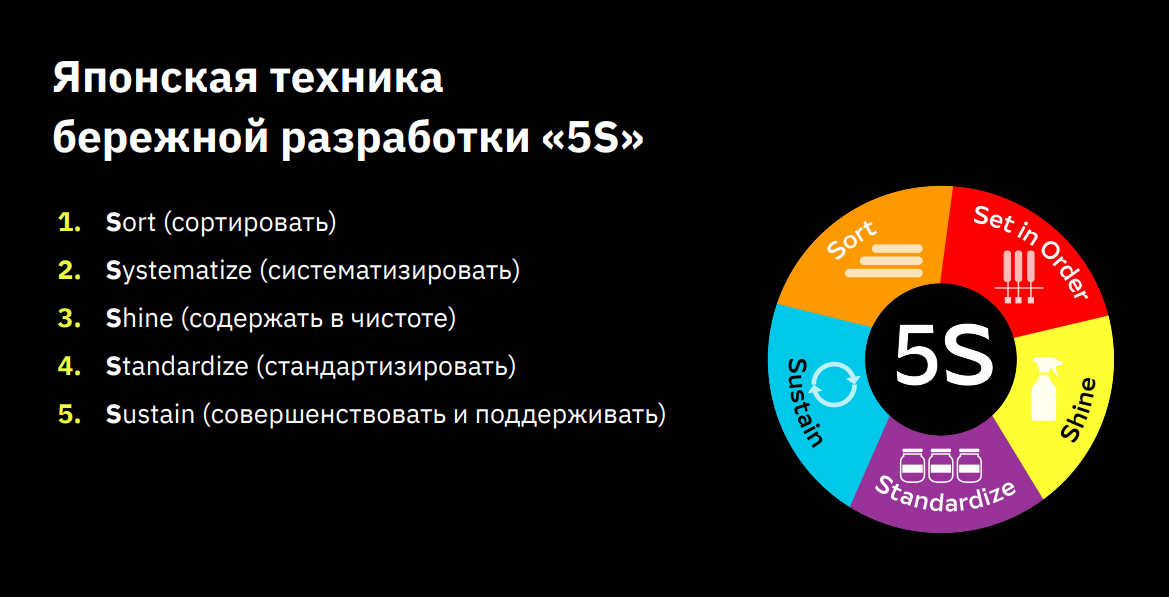 Японская техника
бережной разработки «5S»
1. Sort (сортировать)
2. Systematize (систематизировать)
3. Shine (содержать в чистоте)
4. Standardize (стандартизировать)
5. Sustain (совершенствовать и поддерживать)
Sort
Set in Order
Shine
Standardize
Sustain
5S